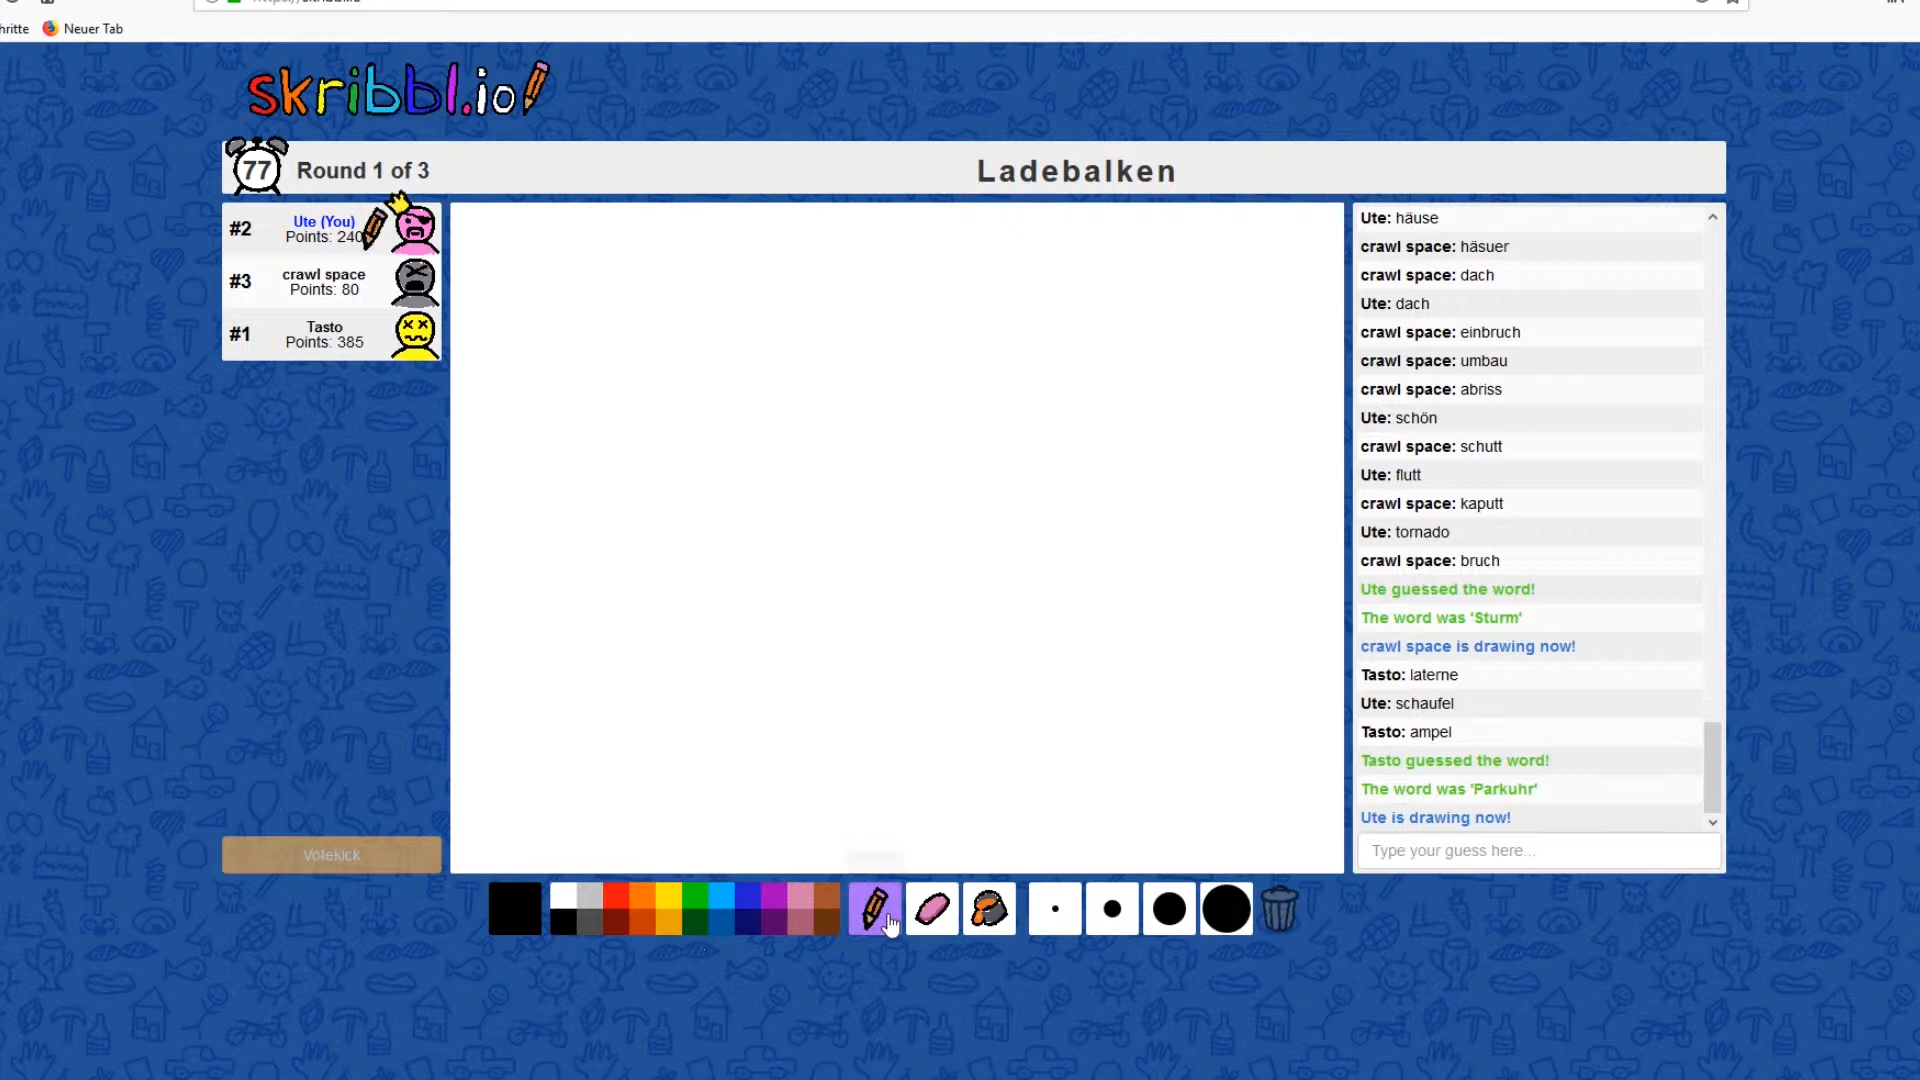 hritte Neuer Tab
skribbl.io
77 Round 1 of 3 Ladebalken
#2 Ute (You)
Points: 240
#3 crawl space
Points: 80
#1 Tasto
Points: 385
Votekick
Ute: häuse
crawl space: häsuer
crawl space: dach
Ute: dach
crawl space: einbruch
crawl space: umbau
crawl space: abriss
Ute: schön
crawl space: schutt
Ute: flutt
crawl space: kaputt
Ute: tornado
crawl space: bruch
Ute guessed the word!
The word was 'Sturm'
crawl space is drawing now!
Tasto: laterne
Ute: schaufel
Tasto: ampel
Tasto guessed the word!
The word was 'Parkuhr'
Ute is drawing now!
Type your guess here...